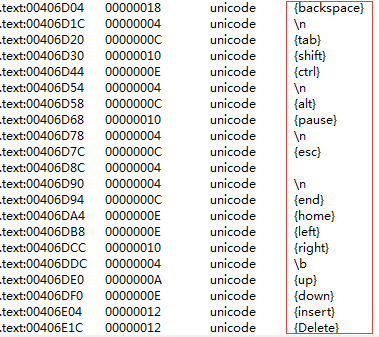 .text:00406D04 00000018 unicode {backspace}
.text:00406D1C 00000004 unicode \n
.text:00406D20 0000000C unicode {tab}
.text:00406D30 00000010 unicode {shift}
.text:00406D44 0000000E unicode {ctrl}
.text:00406D54 00000004 unicode \n
.text:00406D58 0000000C unicode {alt}
.text:00406D68 00000010 unicode {pause}
.text:00406D78 00000004 unicode \n
.text:00406D7C 0000000C unicode {esc}
.text:00406D8C 00000004 unicode
.text:00406D90 00000004 unicode \n
.text:00406D94 0000000C unicode {end}
.text:00406DA4 0000000E unicode {home}
.text:00406DB8 0000000E unicode {left}
.text:00406DCC 00000010 unicode {right}
.text:00406DDC 00000004 unicode \b
.text:00406DE0 0000000A unicode {up}
.text:00406DF0 0000000E unicode {down}
.text:00406E04 00000012 unicode {insert}
.text:00406E1C 00000012 unicode {Delete}